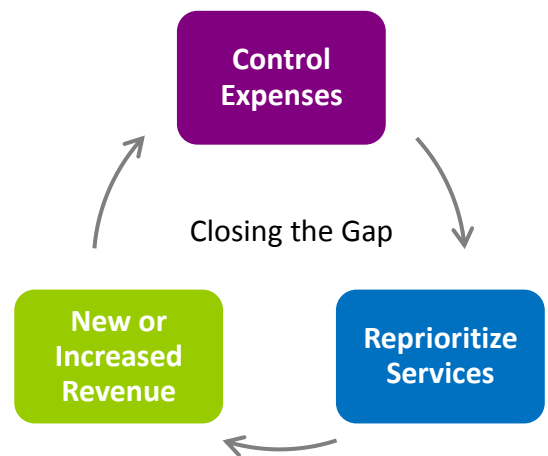 Control
Expenses
Closing the Gap
New or
Increased
Revenue
Reprioritize
Services